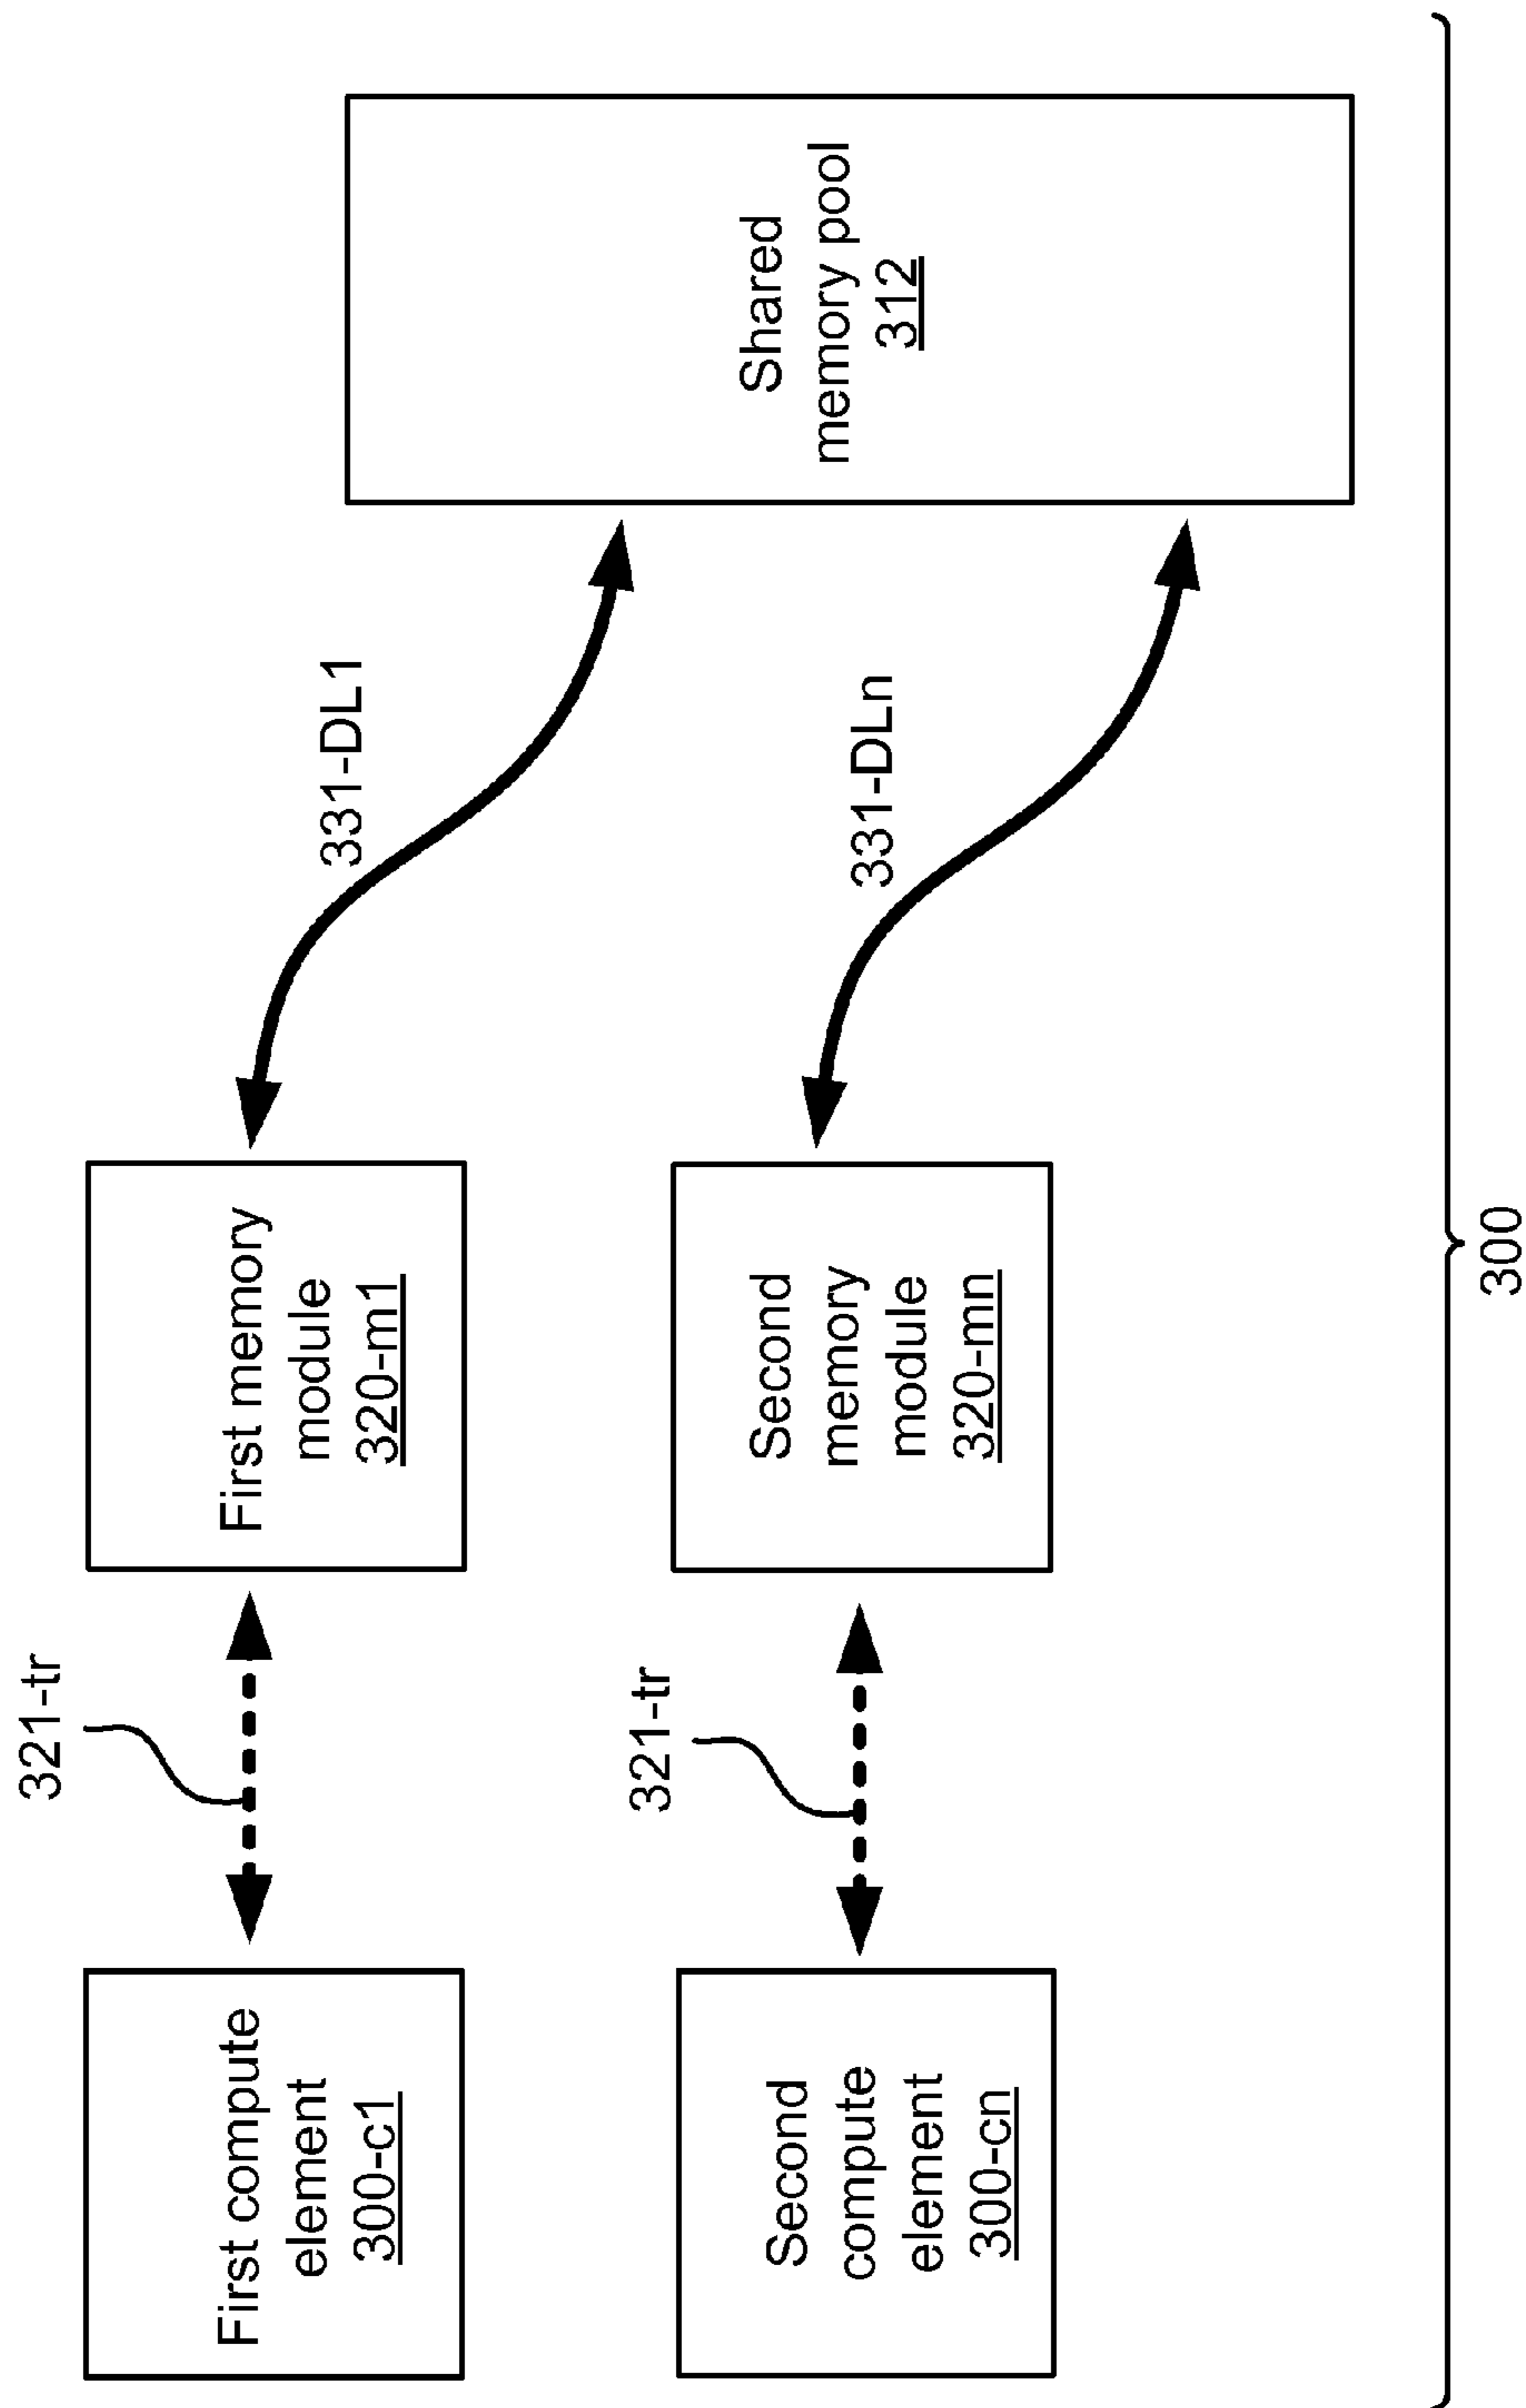 321-tr
First compute
element
300-c1
First memory
module
320-m1
331-DL1
Shared
memory pool
312
321-tr
Second
compute
element
300-cn
Second
memory
module
320-mn
331-DLn
300